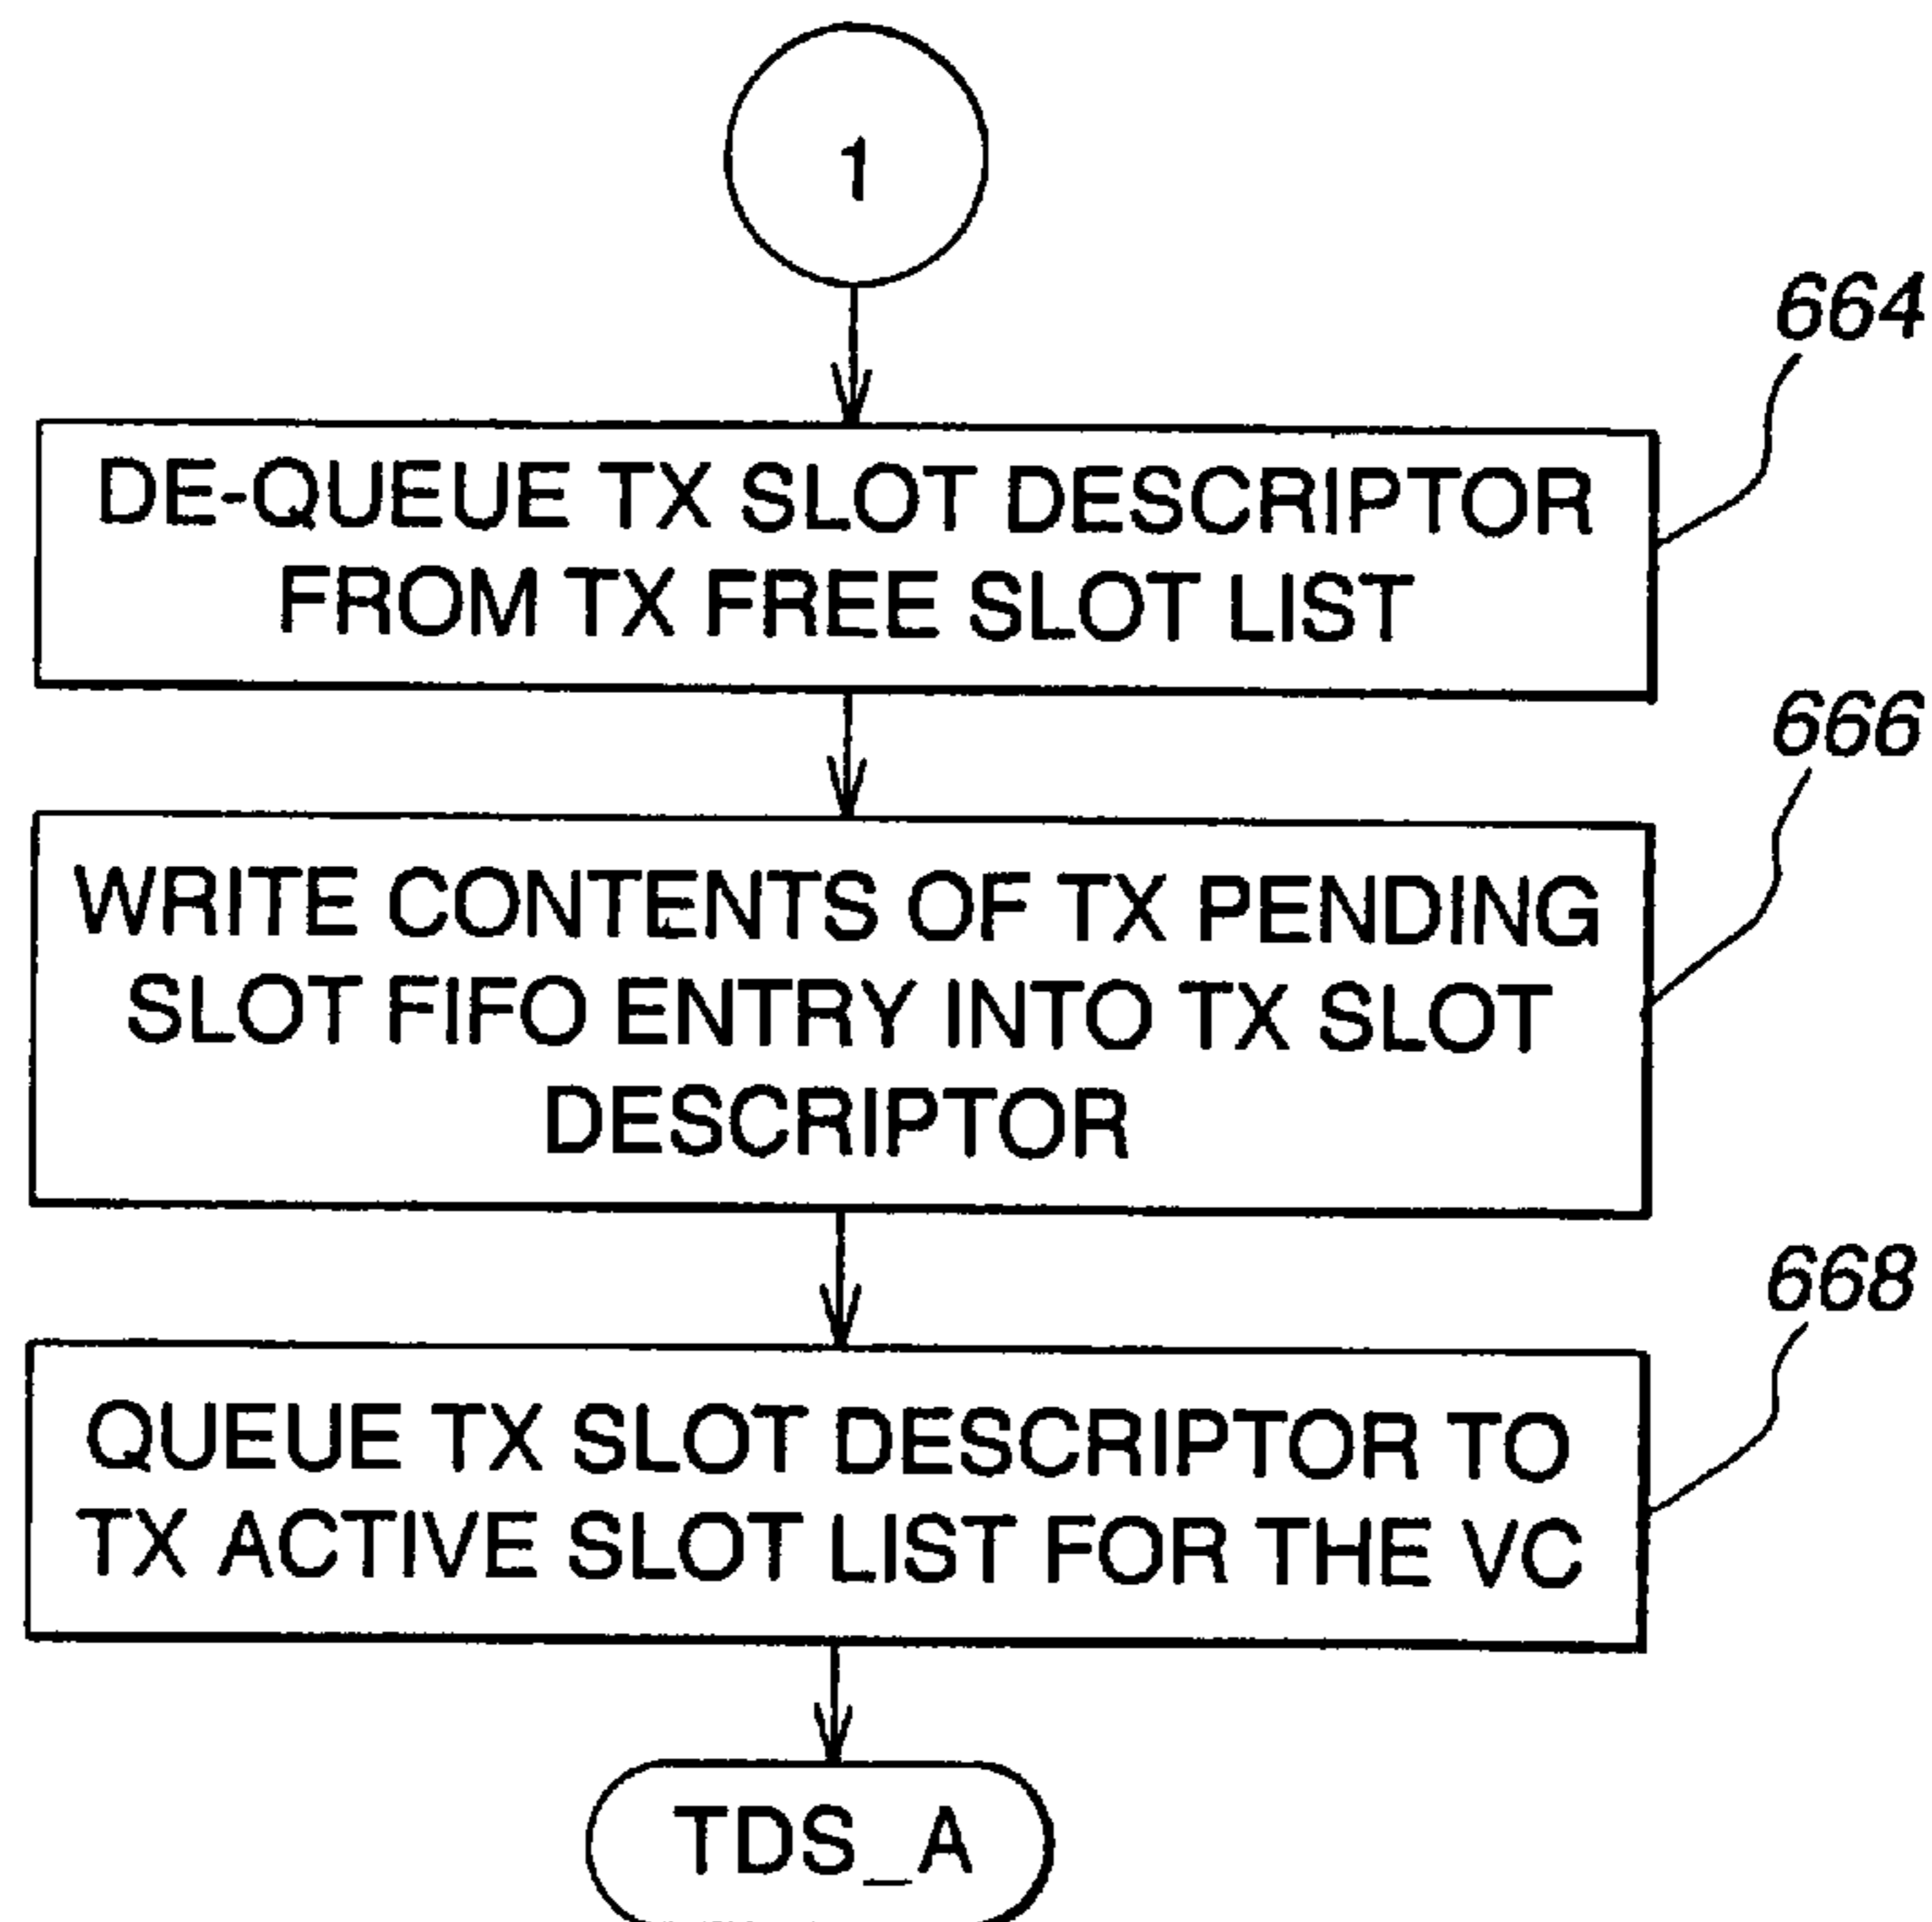 1
664
DE-QUEUE TX SLOT DESCRIPTOR
FROM TX FREE SLOT LIST
666
WRITE CONTENTS OF TX PENDING
SLOT FIFO ENTRY INTO TX SLOT
DESCRIPTOR
668
QUEUE TX SLOT DESCRIPTOR TO
TX ACTIVE SLOT LIST FOR THE VC
TDS_A